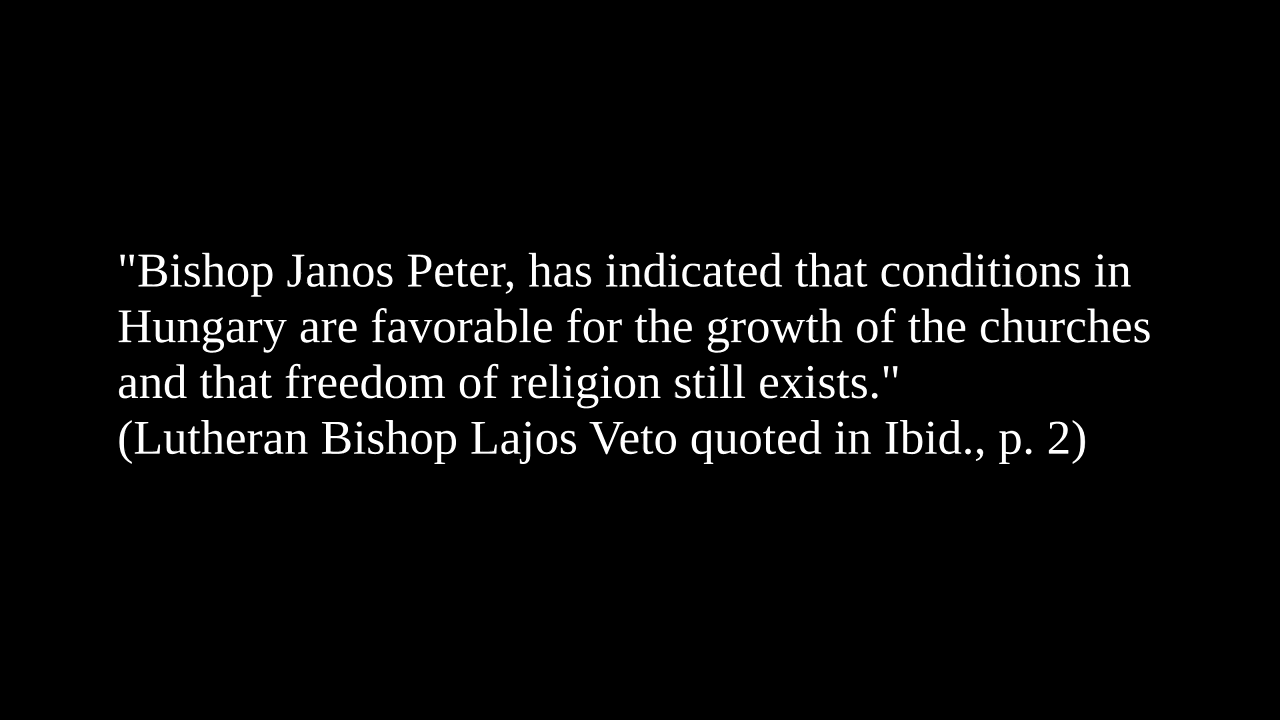 "Bishop Janos Peter, has indicated that conditions in
Hungary are favorable for the growth of the churches
and that freedom of religion still exists."
(Lutheran Bishop Lajos Veto quoted in Ibid., p. 2)